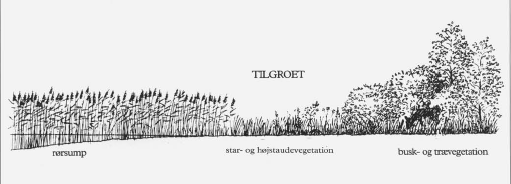 TILGROET
rørsump
star- og højstaudevegetation
busk- og trævegetation